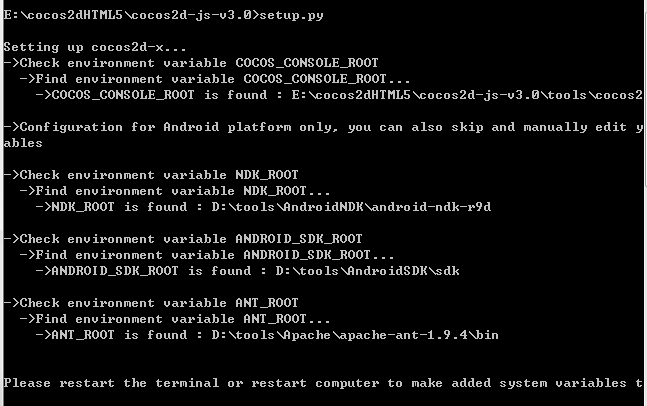 E:\cocos2dHTML5\cocos2d-js-v3.0>setup.py
Setting up cocos2d-x...
->Check environment variable COCOS_CONSOLE_ROOT
->Find environment variable COCOS_CONSOLE_ROOT...
->COCOS_CONSOLE_ROOT is found : E:\cocos2dHTML5\cocos2d-js-v3.0\tools\cocos2
->Configuration for Android platform only, you can also skip and manually edit y
ables
->Check environment variable NDK_ROOT
->Find environment variable NDK_ROOT...
->NDK_ROOT is found : D:\tools\AndroidNDK\android-ndk-r9d
->Check environment variable ANDROID_SDK_ROOT
->Find environment variable ANDROID_SDK_ROOT...
->ANDROID_SDK_ROOT is found : D:\tools\AndroidSDK\sdk
->Check environment variable ANT_ROOT
->Find environment variable ANT_ROOT...
->ANT_ROOT is found : D:\tools\Apache\apache-ant-1.9.4\bin
Please restart the terminal or restart computer to make added system variables t